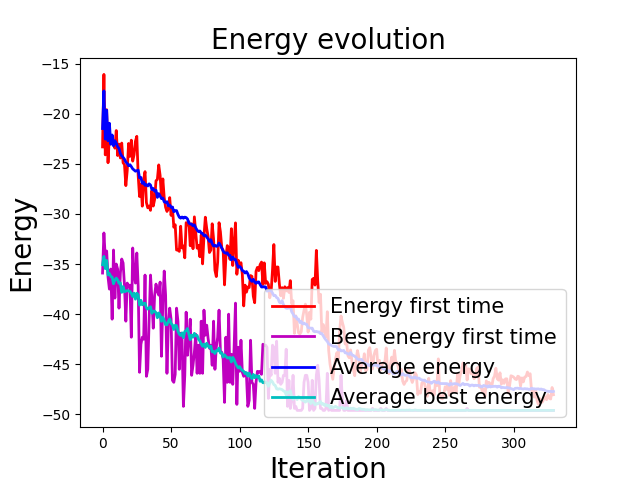 Energy evolution
Energy
−15
−20
−25
−30
−35
−40
−45
−50
Energy first time
Best energy first time
Average energy
Average best energy
0 50 100 150 200 250 300
Iteration